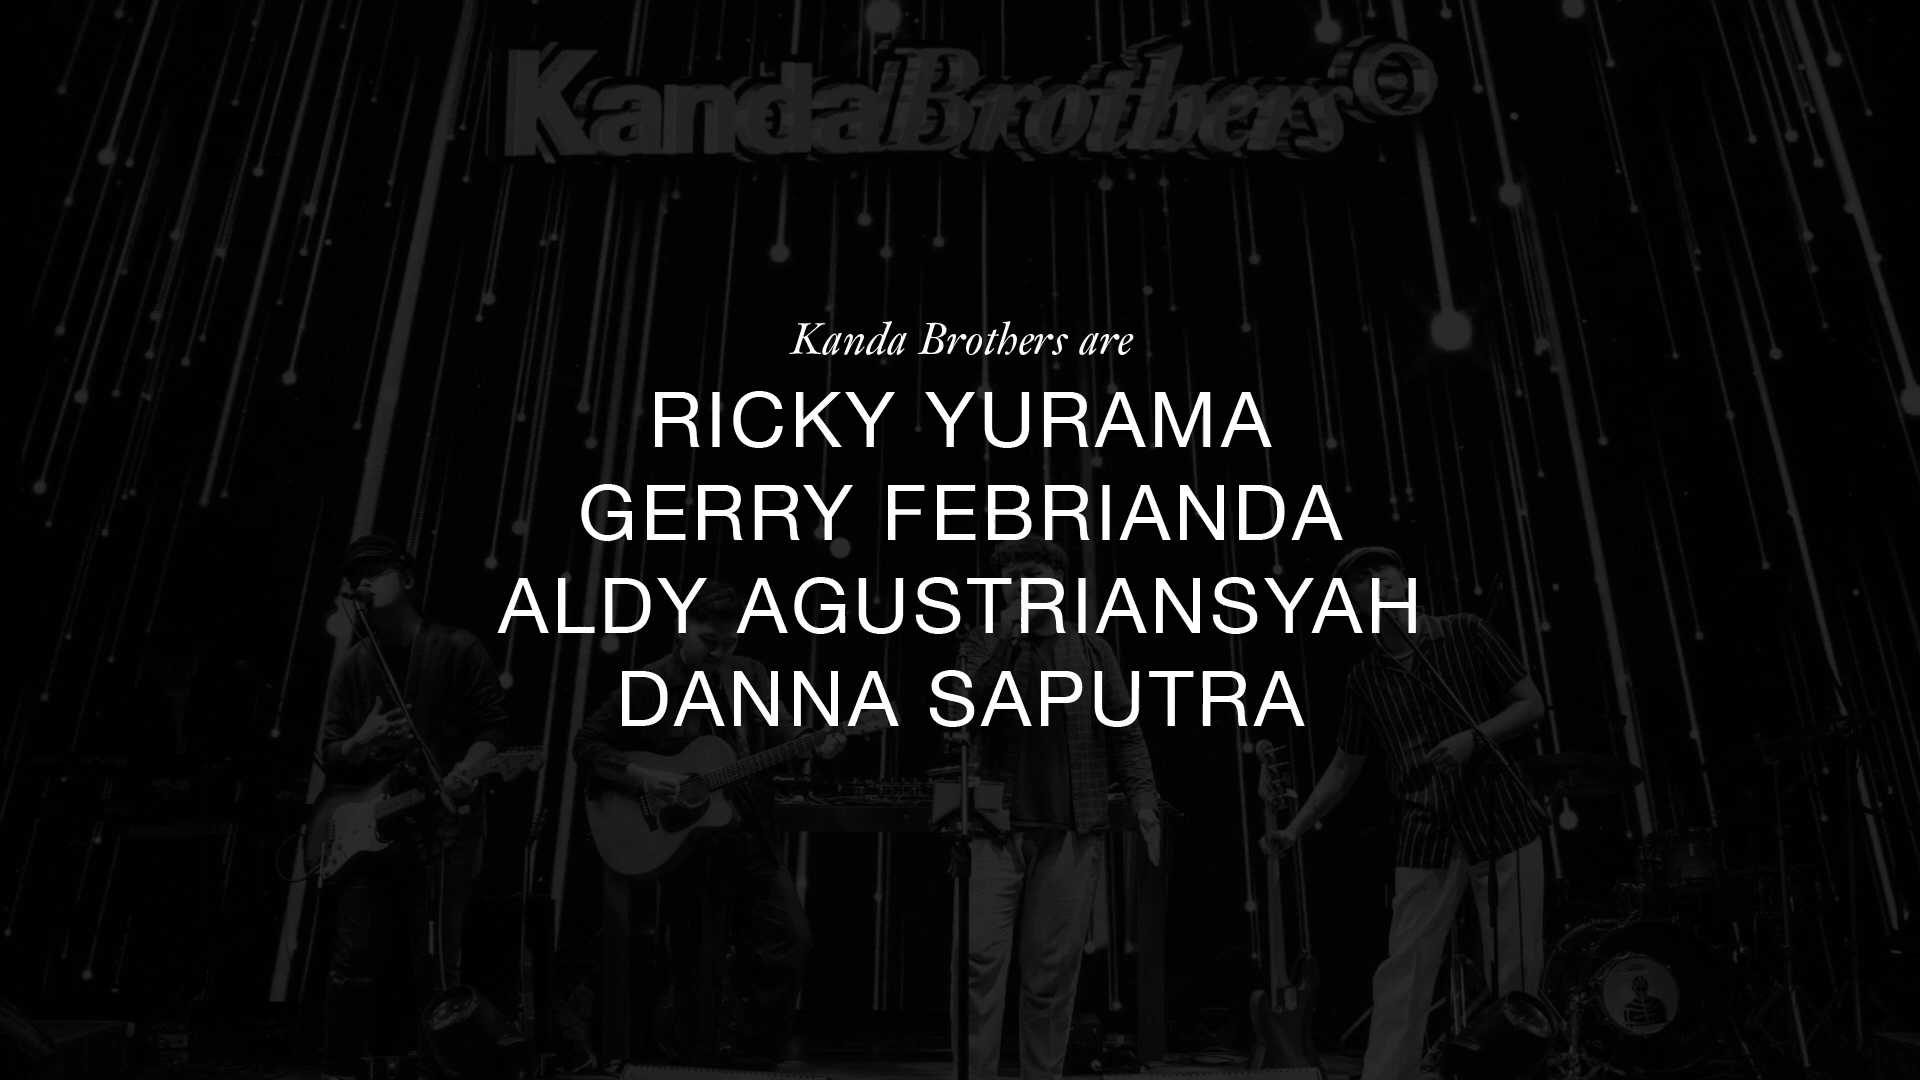 KandaBrothers
Kanda Brothers are
RICKY YURAMA
GERRY FEBRIANDA
ALDY AGUSTRIANSYAH
DANNA SAPUTRA